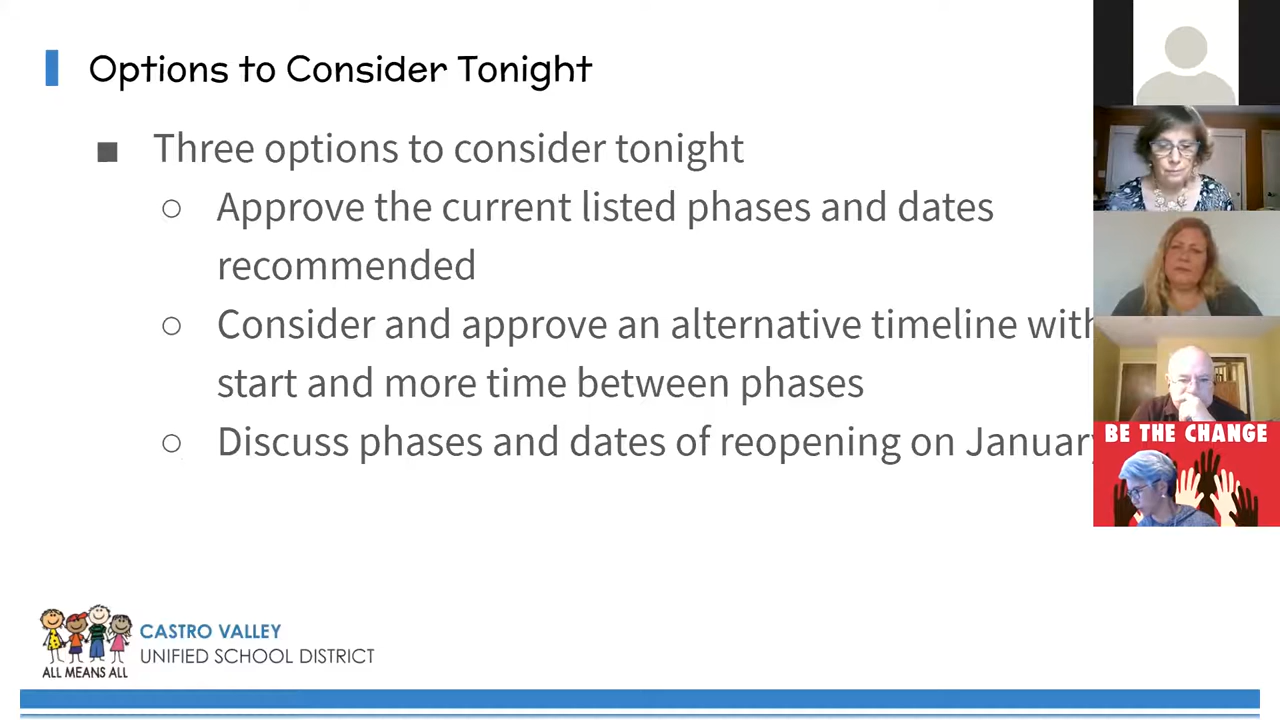 Options to Consider Tonight
Three options to consider tonight
Approve the current listed phases and dates
recommended
Consider and approve an alternative timeline with
start and more time between phases
Discuss phases and dates of reopening on January
BE THE CHANGE
CASTRO VALLEY
UNIFIED SCHOOL DISTRICT
ALL MEANS ALL